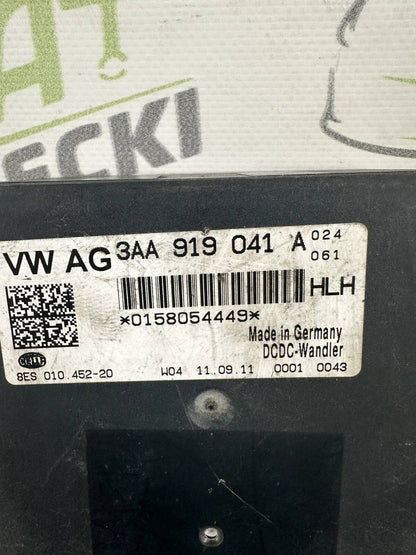 ECKI
VW AG 3AA 919 041 A 024
061
HLH
*0158054449*
Made in Germany
DCDC-Wandler
HELLA
8ES 010.452-20 W04 11.09.11 0001 0043